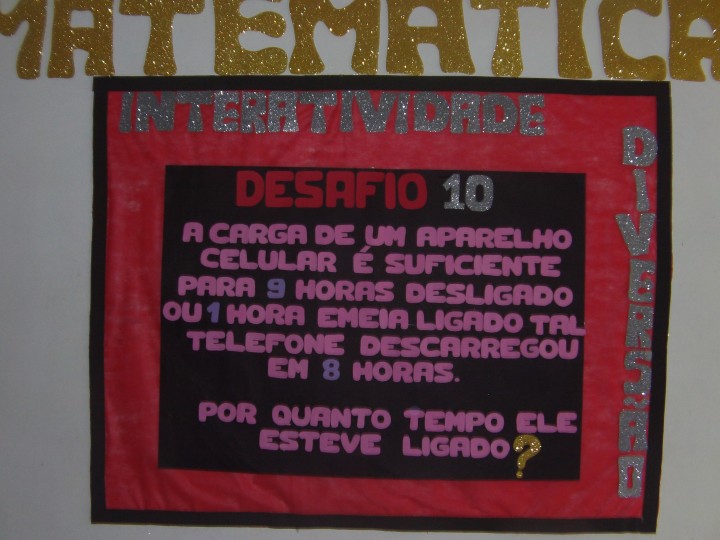 MATEMÁTICA
INTERATIVIDADE
DIVERSÃO
DESAFIO 10
A CARGA DE UM APARELHO
CELULAR É SUFICIENTE
PARA 9 HORAS DESLIGADO
OU 1 HORA EMEIA LIGADO TAL
TELEFONE DESCARREGOU
EM 8 HORAS.
POR QUANTO TEMPO ELE
ESTEVE LIGADO?